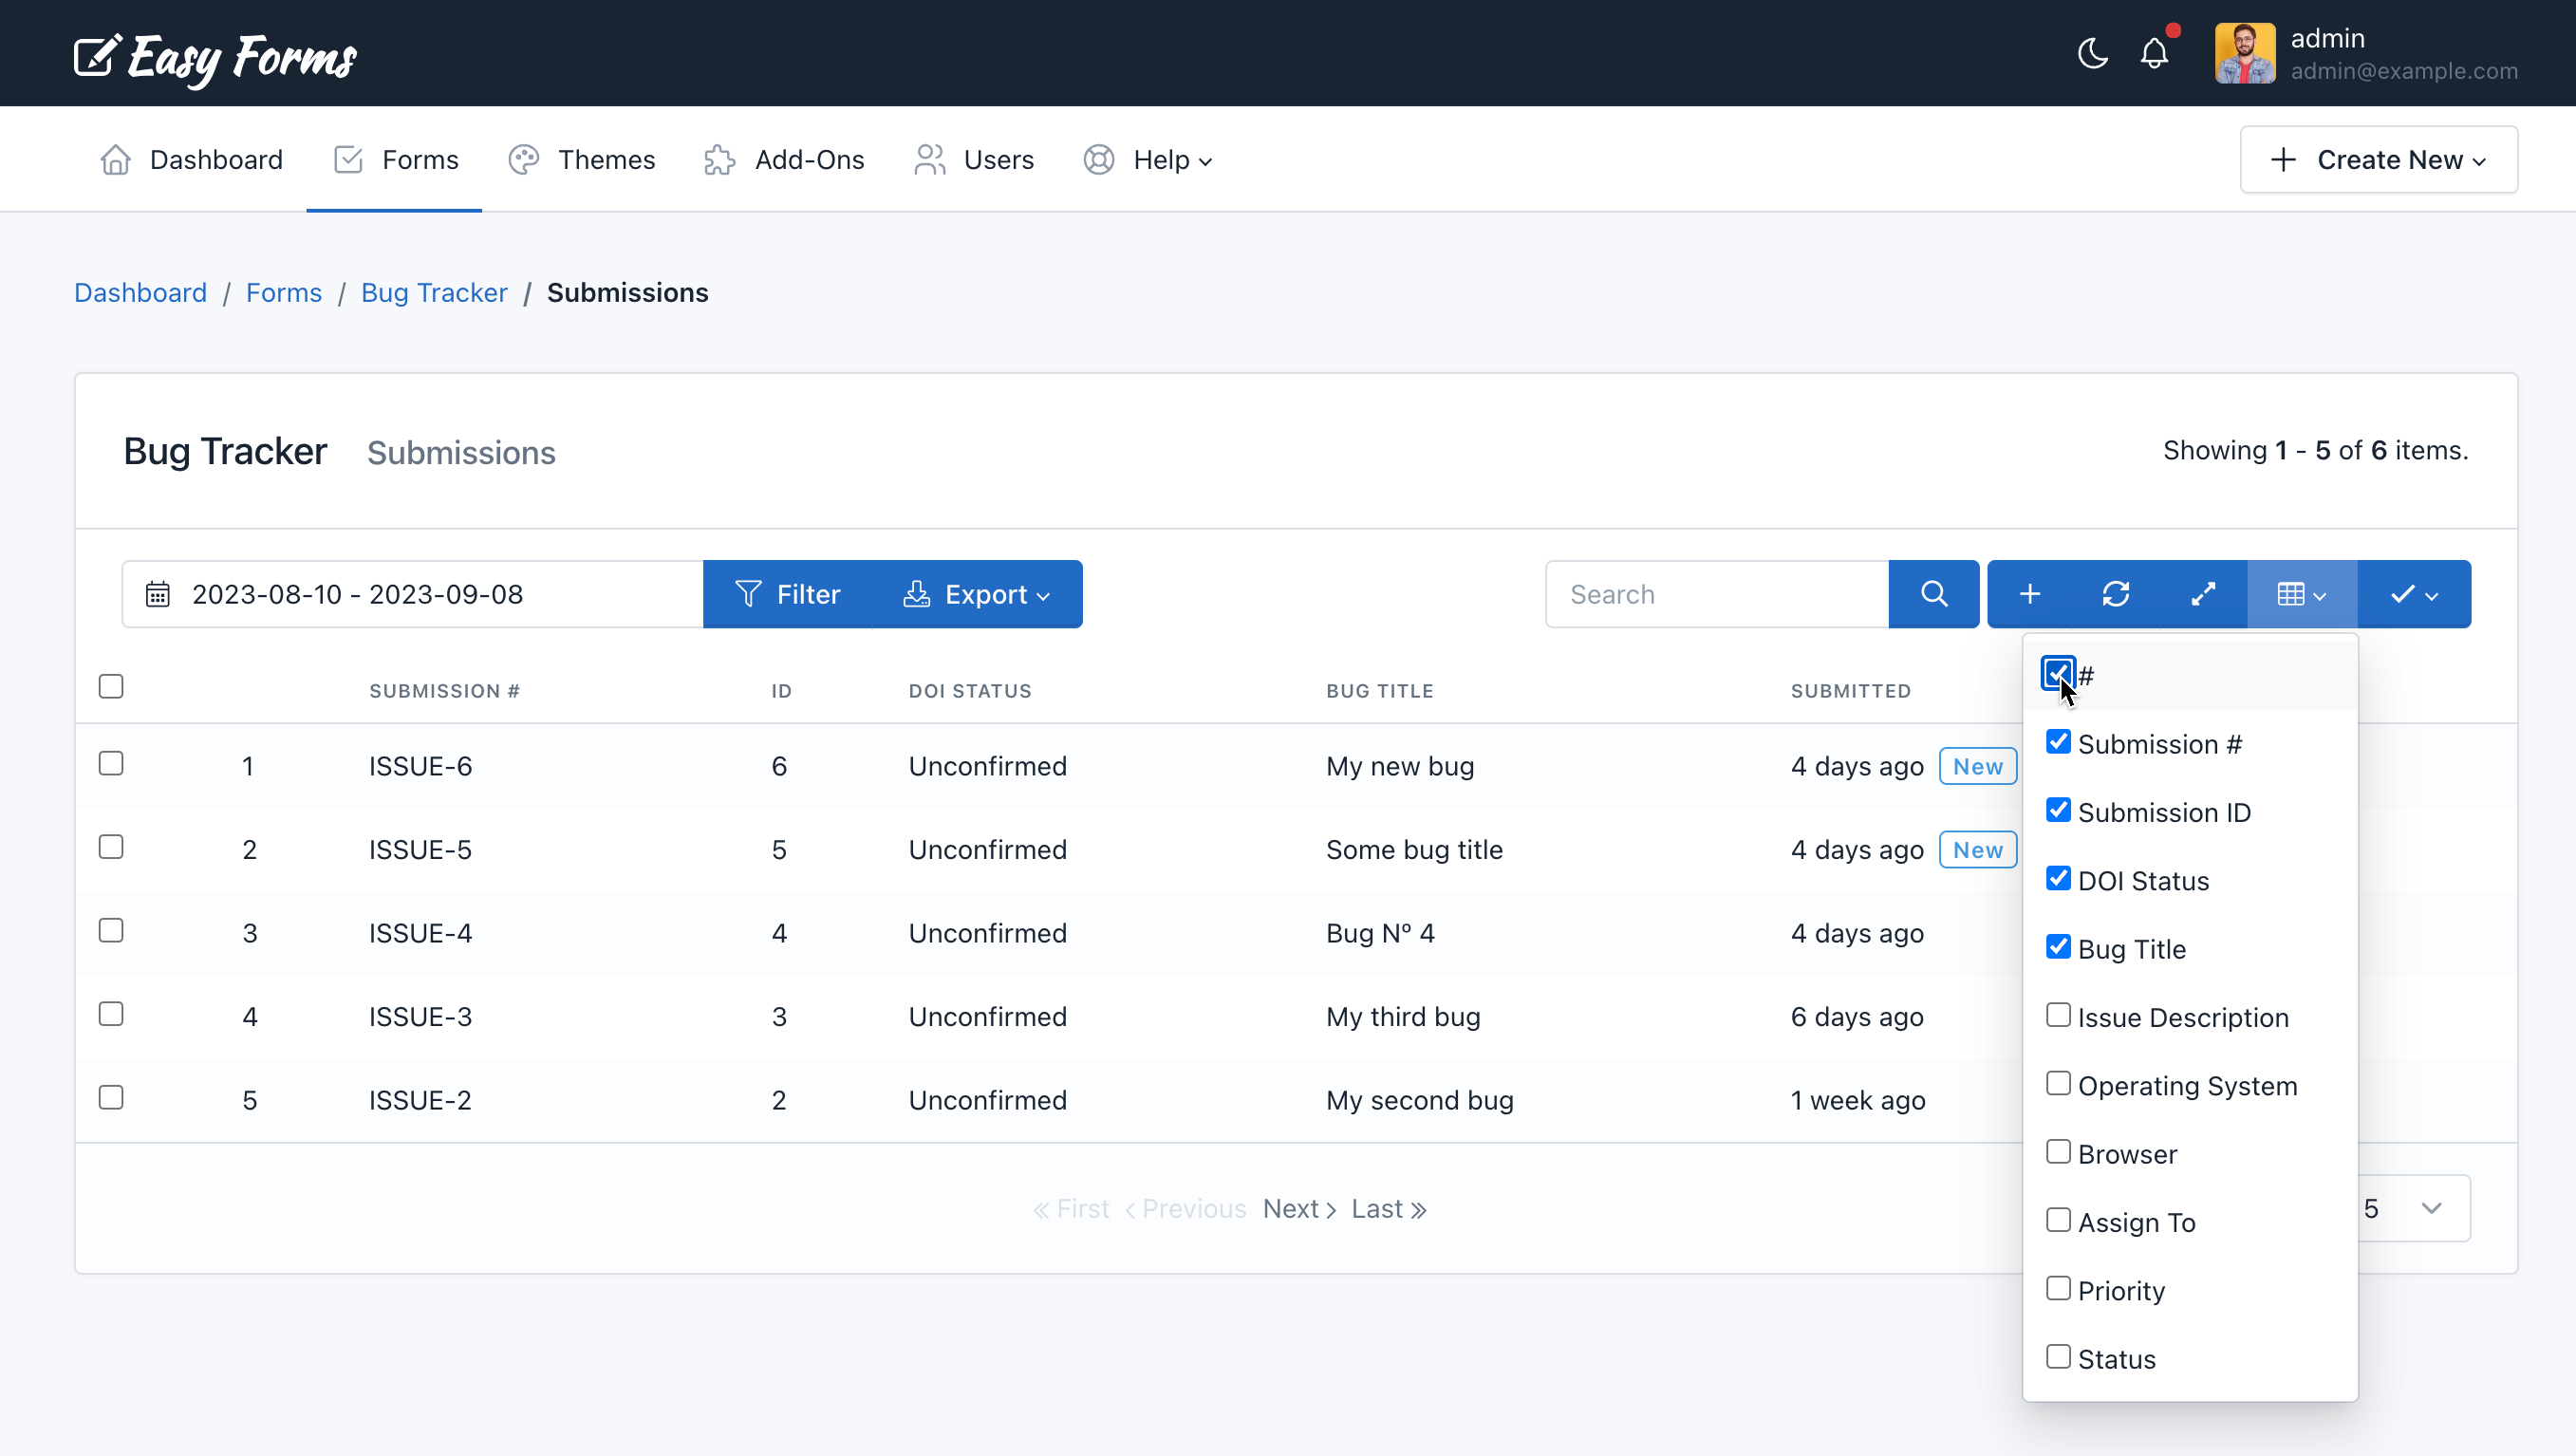 Easy Forms
admin
admin@example.com
Dashboard
Forms
Themes
Add-Ons
Users
Help
Create New
Dashboard / Forms / Bug Tracker / Submissions
Bug Tracker Submissions
Showing 1 - 5 of 6 items.
2023-08-10 - 2023-09-08
Filter
Export
Search
SUBMISSION # ID DOI STATUS BUG TITLE SUBMITTED
1 ISSUE-6 6 Unconfirmed My new bug 4 days ago New
2 ISSUE-5 5 Unconfirmed Some bug title 4 days ago New
3 ISSUE-4 4 Unconfirmed Bug Nº 4 4 days ago
4 ISSUE-3 3 Unconfirmed My third bug 6 days ago
5 ISSUE-2 2 Unconfirmed My second bug 1 week ago
« First ‹ Previous Next › Last »
5
#
Submission #
Submission ID
DOI Status
Bug Title
Issue Description
Operating System
Browser
Assign To
Priority
Status